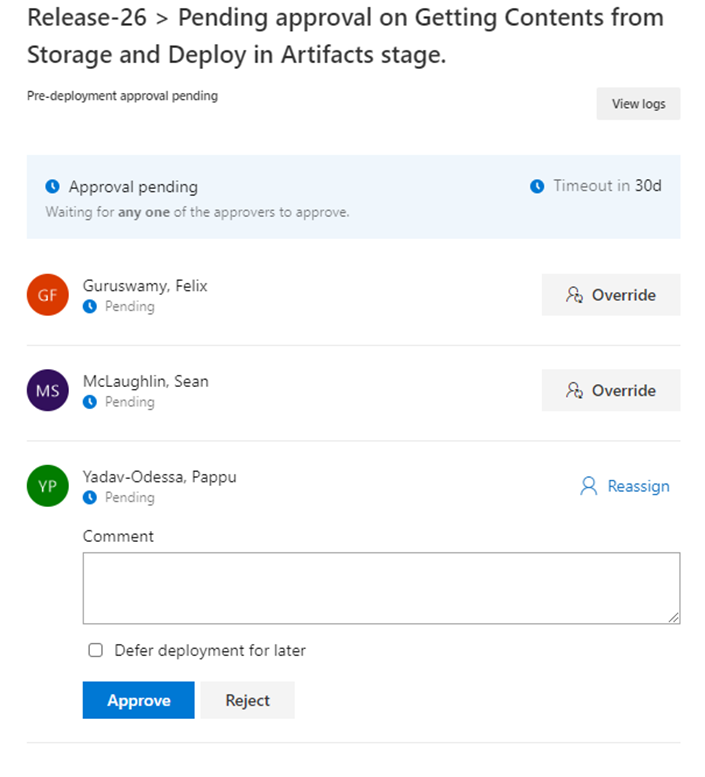 Release-26 > Pending approval on Getting Contents from
Storage and Deploy in Artifacts stage.
Pre-deployment approval pending
View logs
Approval pending
Timeout in 30d
Waiting for any one of the approvers to approve.
GF
Guruswamy, Felix
Pending
Override
MS
McLaughlin, Sean
Pending
Override
YP
Yadav-Odessa, Pappu
Pending
Reassign
Comment
Defer deployment for later
Approve
Reject